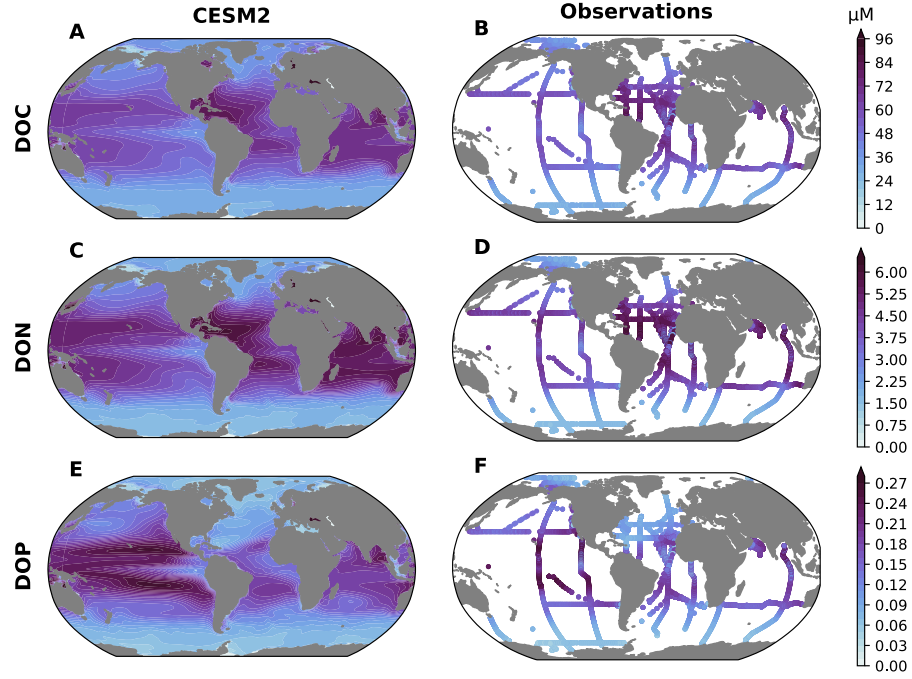 CESM2
Observations
µM
A
B
DOC
96
84
72
60
48
36
24
12
0
C
D
DON
6.00
5.25
4.50
3.75
3.00
2.25
1.50
0.75
0.00
E
F
DOP
0.27
0.24
0.21
0.18
0.15
0.12
0.09
0.06
0.03
0.00